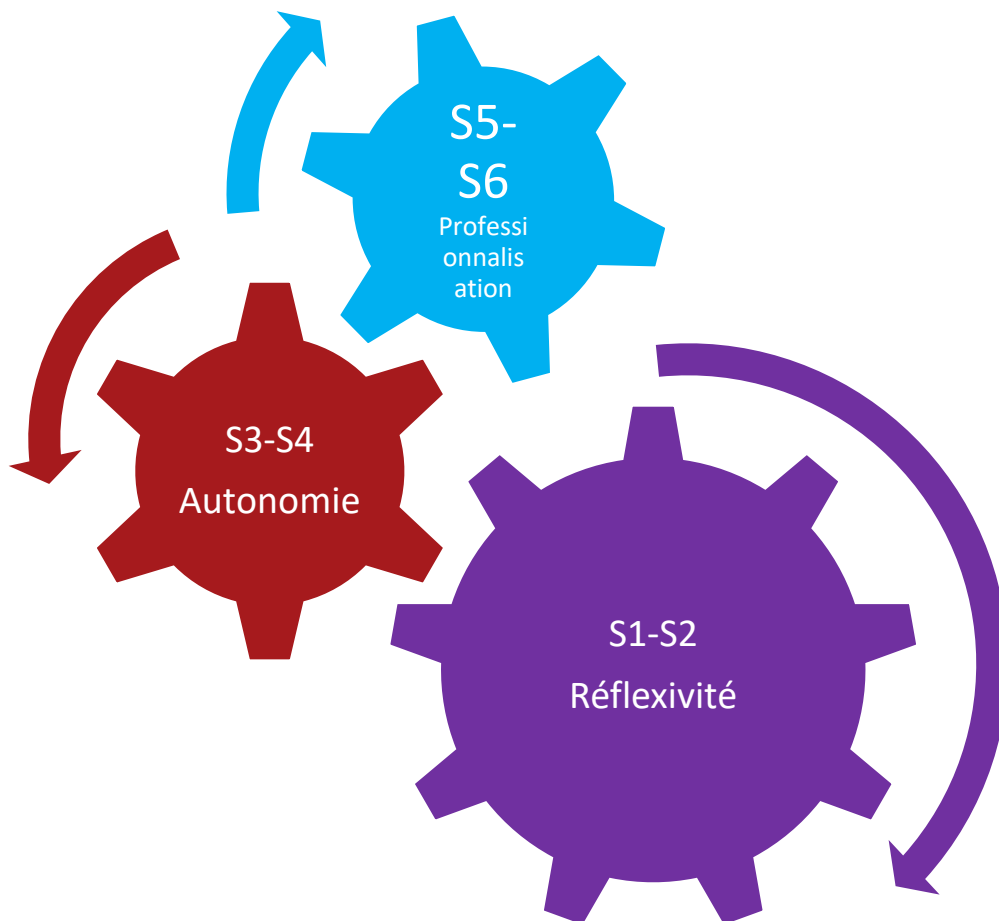 S5-
S6
Professi
onnalis
ation
S3-S4
Autonomie
S1-S2
Réflexivité